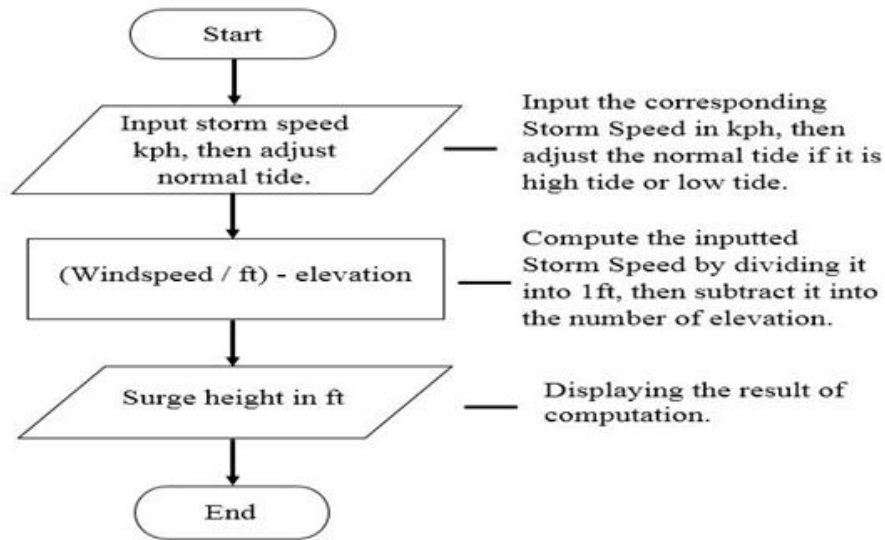 Start
Input storm speed
kph, then adjust
normal tide.
Input the corresponding
Storm Speed in kph, then
adjust the normal tide if it is
high tide or low tide.
(Windspeed / ft) - elevation
Compute the inputted
Storm Speed by dividing it
into 1ft, then subtract it into
the number of elevation.
Surge height in ft
Displaying the result of
computation.
End